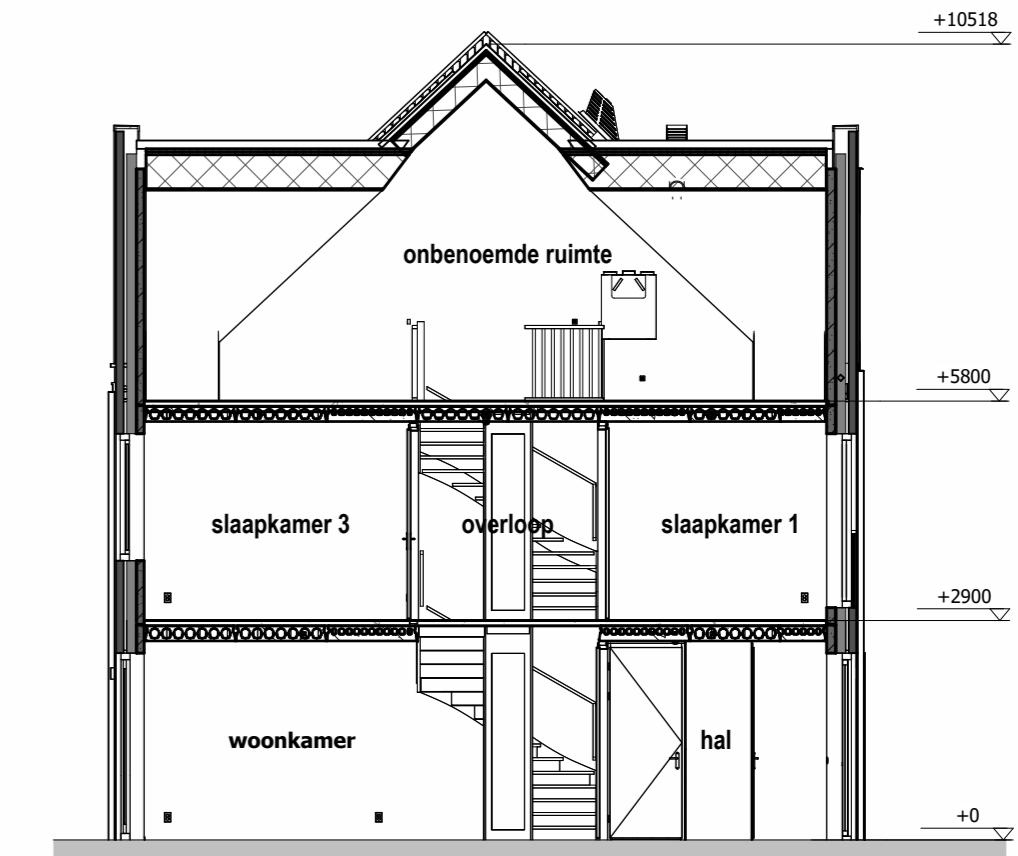 +10518
onbenoemde ruimte
+5800
slaapkamer 3
overloop
slaapkamer 1
+2900
woonkamer
hal
+0